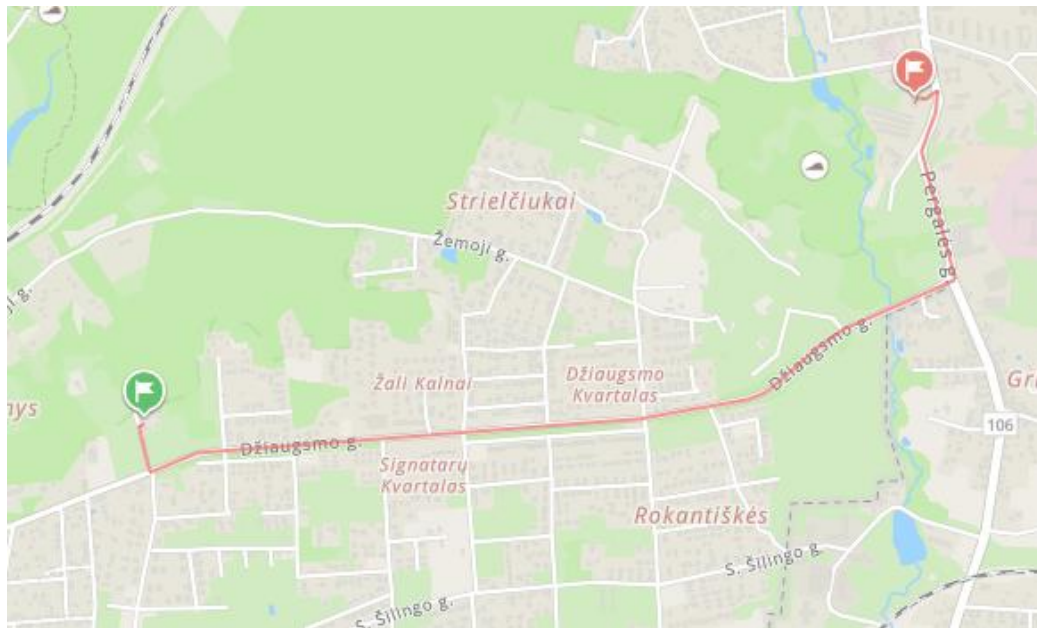 Strielčiukai
Pergalės g.
Žemoji g.
Džiaugsmo g.
Žali Kalnai
Džiaugsmo
Kvartalas
106
Džiaugsmo g.
Signatarų
Kvartalas
Rokantiškės
S. Šilingo g.
S. Šilingo g.